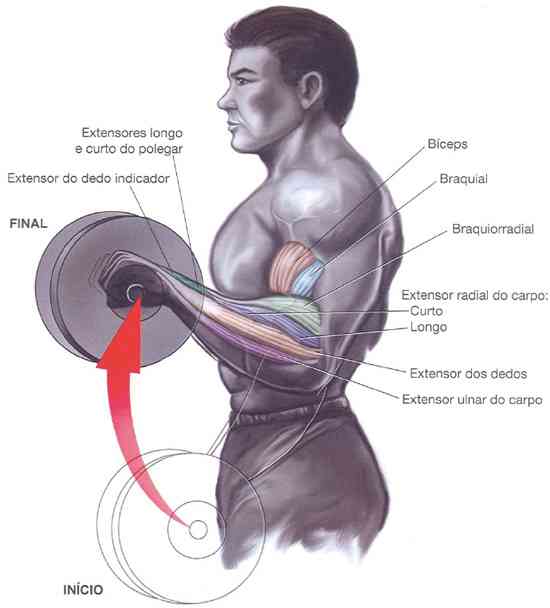 Extensores longo
e curto do polegar
Extensor do dedo indicador
FINAL
Bíceps
Braquial
Braquiorradial
Extensor radial do carpo:
Curto
Longo
Extensor dos dedos
Extensor ulnar do carpo
INÍCIO